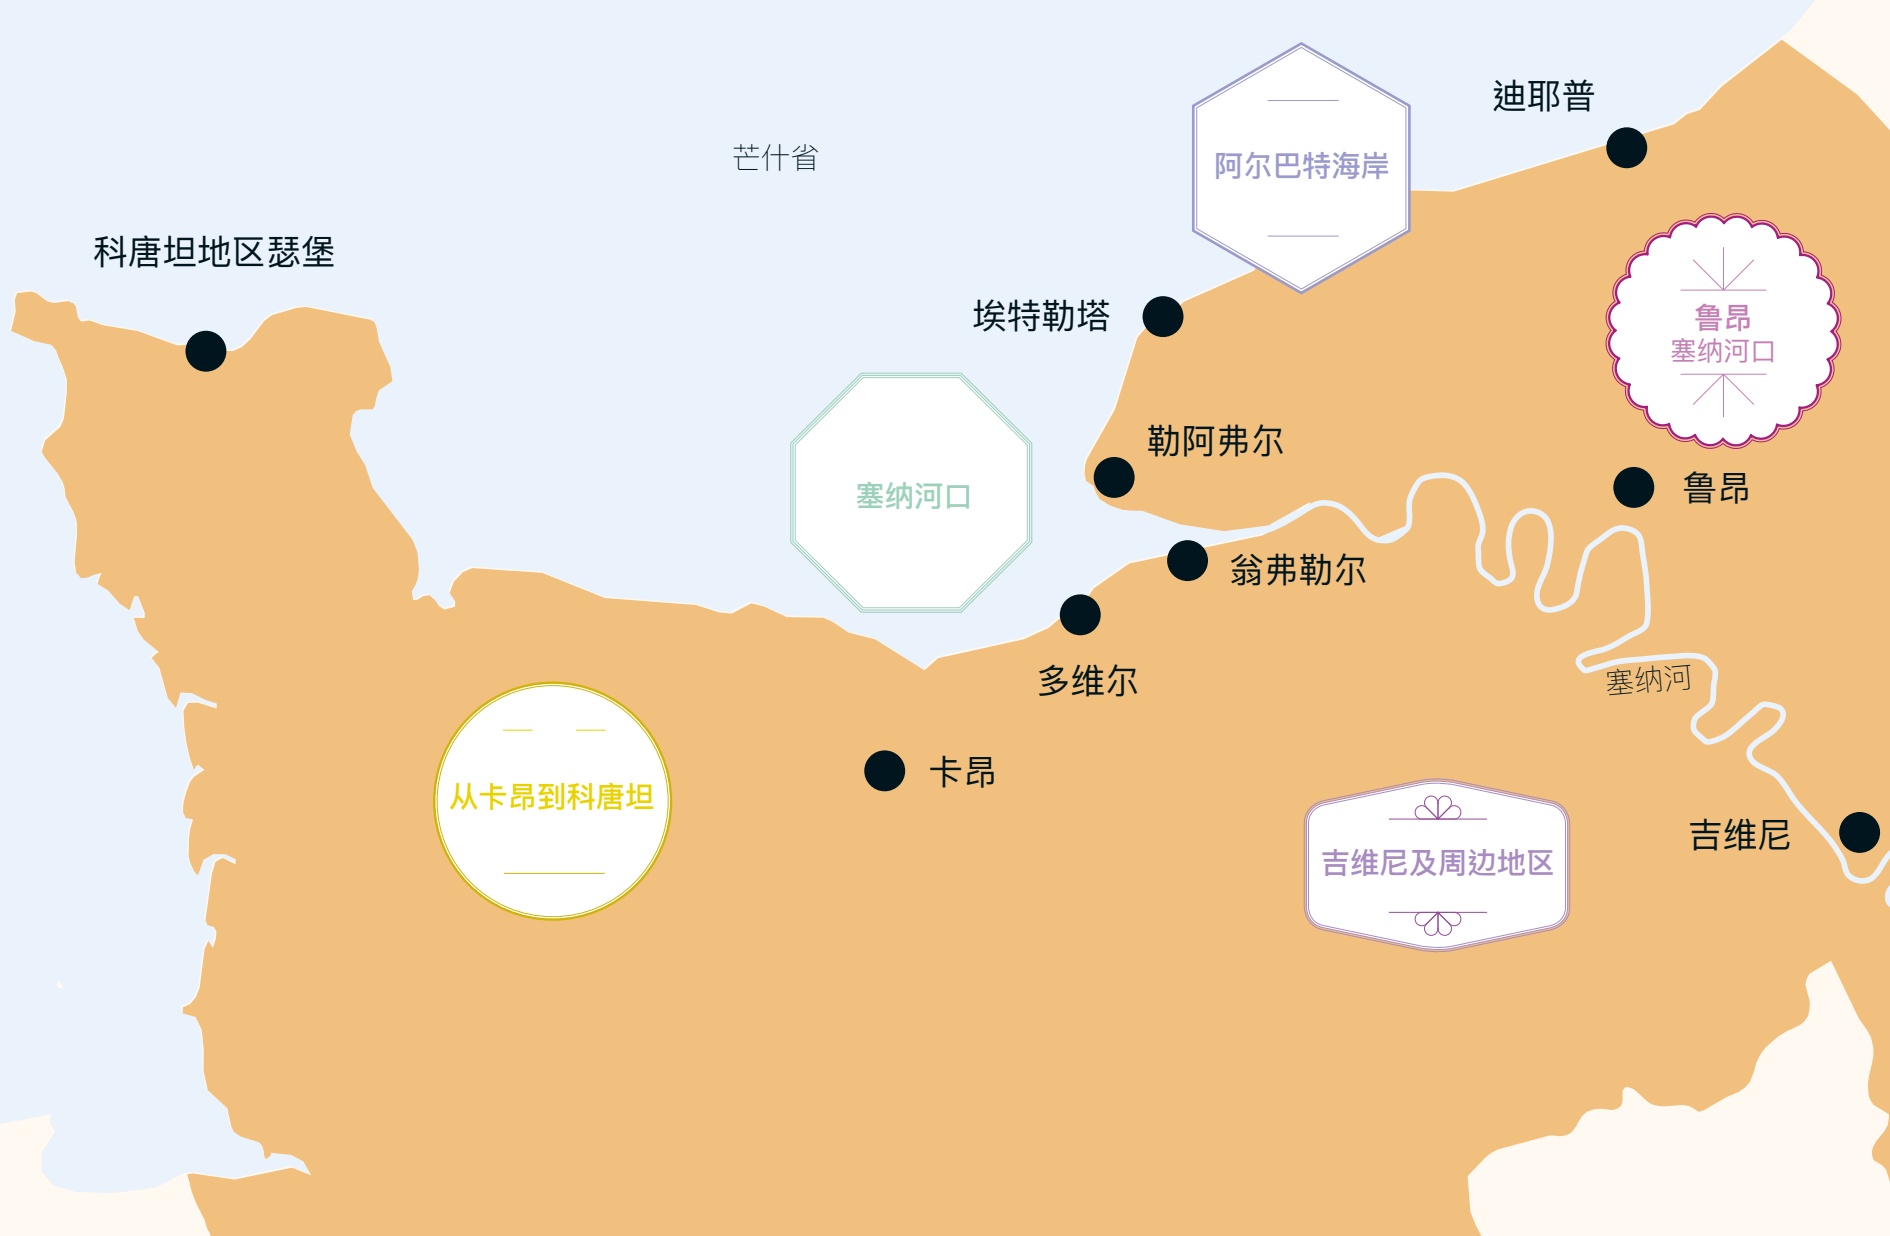 迪耶普
芒什省
阿尔巴特海岸
科唐坦地区瑟堡
埃特勒塔
鲁昂
塞纳河口
勒阿弗尔
塞纳河口
鲁昂
翁弗勒尔
多维尔
塞纳河
卡昂
从卡昂到科唐坦
吉维尼
吉维尼及周边地区